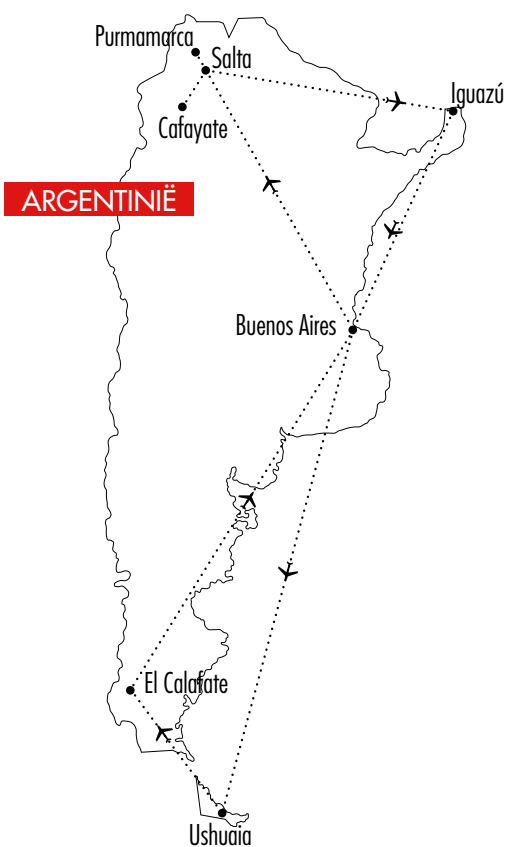 Purmamarca
Salta
Iguazú
Cafayate
ARGENTINIË
Buenos Aires
El Calafate
Ushuaia